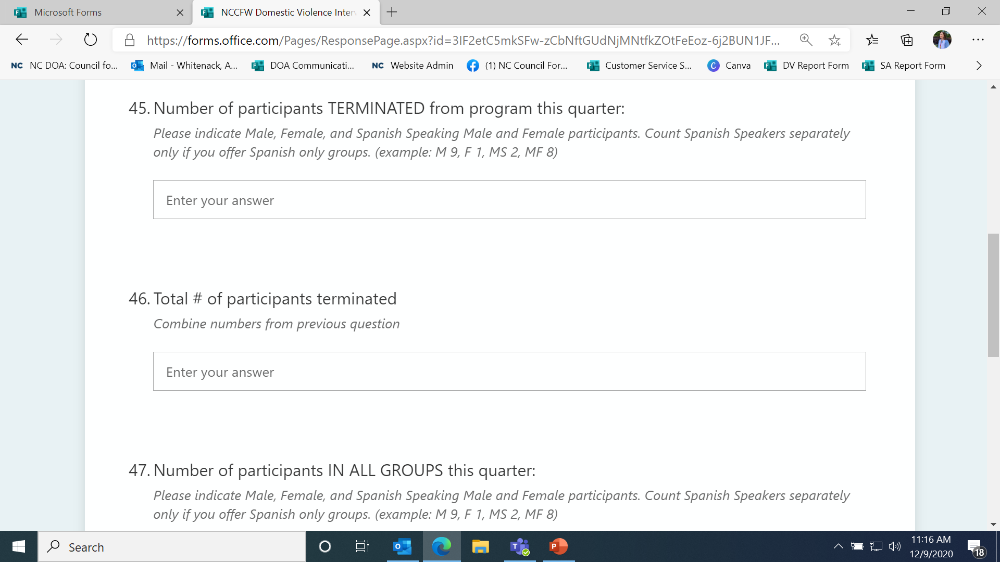 Microsoft Forms
NCCFW Domestic Violence Inter
https://forms.office.com/Pages/ResponsePage.aspx?id=3IF2etC5mkSFw-zCbNftGUdNjMNtfkZOtFeEoz-6j2BUN1JF...
NC NC DOA: Council fo... Mail - Whitenack, A... DOA Communicati... NC Website Admin (1) NC Council For... Customer Service S... Canva DV Report Form SA Report Form
45. Number of participants TERMINATED from program this quarter:
Please indicate Male, Female, and Spanish Speaking Male and Female participants. Count Spanish Speakers separately
only if you offer Spanish only groups. (example: M 9, F 1, MS 2, MF 8)
Enter your answer
46. Total # of participants terminated
Combine numbers from previous question
Enter your answer
47. Number of participants IN ALL GROUPS this quarter:
Please indicate Male, Female, and Spanish Speaking Male and Female participants. Count Spanish Speakers separately
only if you offer Spanish only groups. (example: M 9, F 1, MS 2, MF 8)
Search
11:16 AM
12/9/2020
18